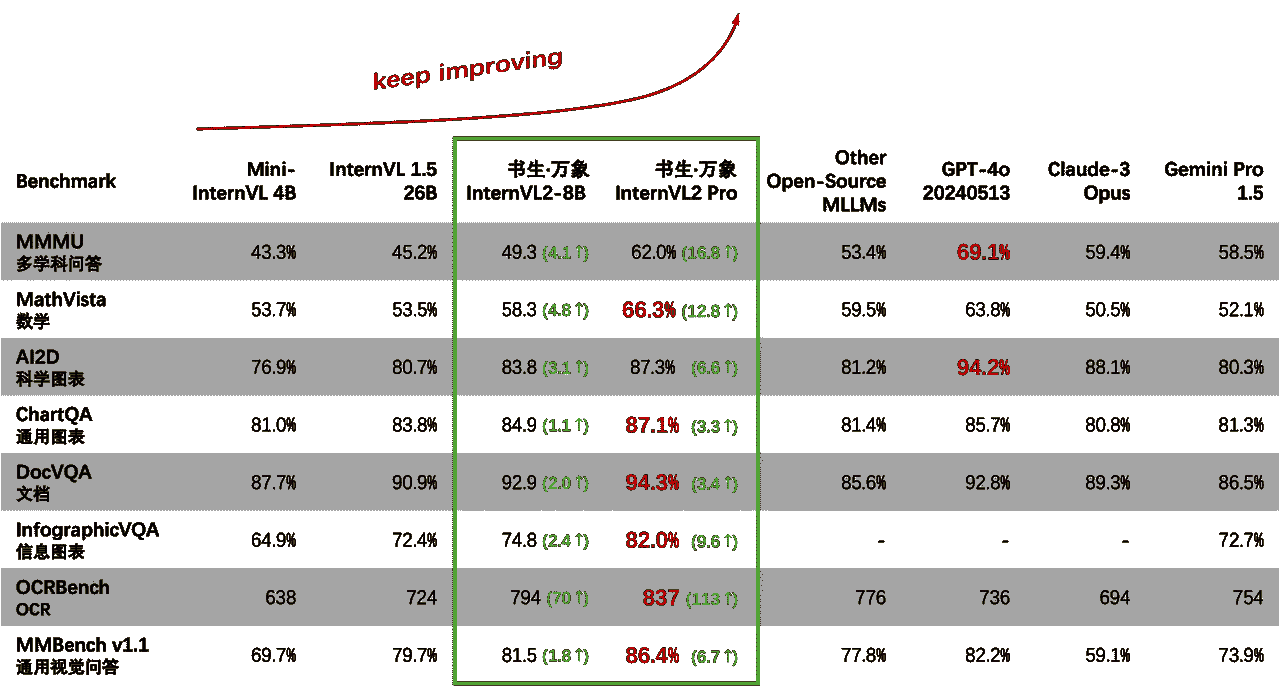 keep improving
Benchmark Mini-InternVL 4B InternVL 1.5 26B 书生·万象 InternVL2-8B 书生·万象 InternVL2 Pro Other Open-Source MLLMs GPT-4o 20240513 Claude-3 Opus Gemini Pro 1.5
MMMU
多学科问答 43.3% 45.2% 49.3 (4.1↑) 62.0% (16.8↑) 53.4% 69.1% 59.4% 58.5%
MathVista
数学 53.7% 53.5% 58.3 (4.8↑) 66.3% (12.8↑) 59.5% 63.8% 50.5% 52.1%
AI2D
科学图表 76.9% 80.7% 83.8 (3.1↑) 87.3% (6.6↑) 81.2% 94.2% 88.1% 80.3%
ChartQA
通用图表 81.0% 83.8% 84.9 (1.1↑) 87.1% (3.3↑) 81.4% 85.7% 80.8% 81.3%
DocVQA
文档 87.7% 90.9% 92.9 (2.0↑) 94.3% (3.4↑) 85.6% 92.8% 89.3% 86.5%
InfographicVQA
信息图表 64.9% 72.4% 74.8 (2.4↑) 82.0% (9.6↑) - - - 72.7%
OCRBench
OCR 638 724 794 (70↑) 837 (113↑) 776 736 694 754
MMBench v1.1
通用视觉问答 69.7% 79.7% 81.5 (1.8↑) 86.4% (6.7↑) 77.8% 82.2% 59.1% 73.9%